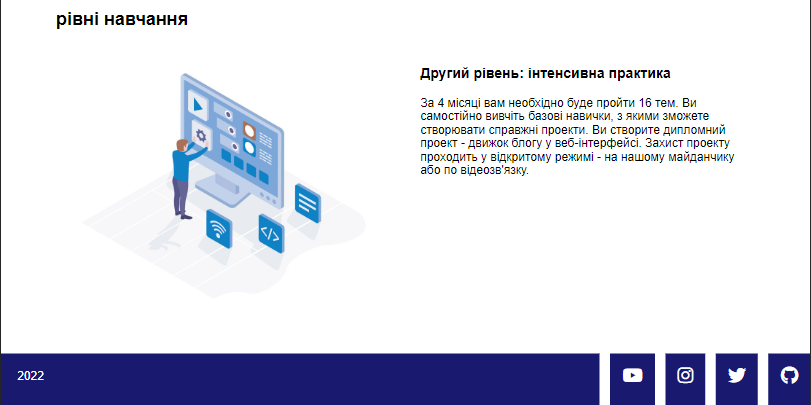 рівні навчання
Другий рівень: інтенсивна практика
За 4 місяці вам необхідно буде пройти 16 тем. Ви
самостійно вивчіть базові навички, з якими зможете
створювати справжні проекти. Ви створите дипломний
проект - движок блогу у веб-інтерфейсі. Захист проекту
проходить у відкритому режимі - на нашому майданчику
або по відеозв'язку.
2022